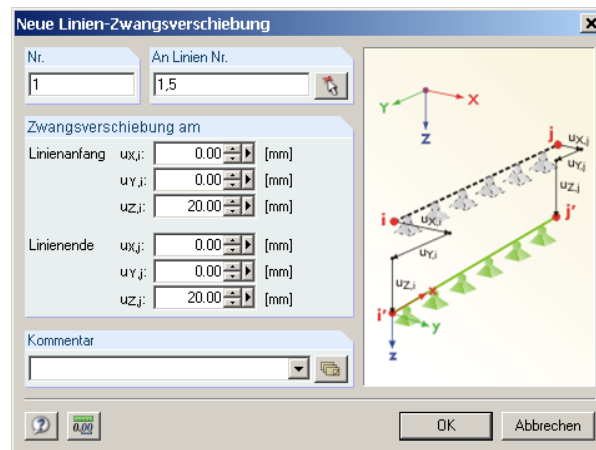 Neue Linien-Zwangsverschiebung
Nr.
An Linien Nr.
1
1,5
Zwangsverschiebung am
Linienanfang uX,i: 0.00 [mm]
uY,i: 0.00 [mm]
uZ,i: 20.00 [mm]
Linienende uX,j: 0.00 [mm]
uY,j: 0.00 [mm]
uZ,j: 20.00 [mm]
Kommentar
Y X
Z
j uX,j
uY,j
uZ,j
i uX,i
j'
uY,i
uZ,i
x
i'
y
z
0.00
OK
Abbrechen